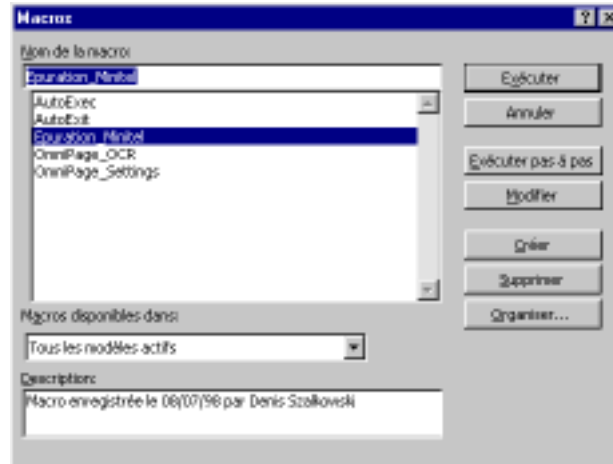 Macros
Nom de la macro:
Epuration_Minitel
AutoExec
AutoExit
Epuration_Minitel
OmniPage_OCR
OmniPage_Settings
Exécuter
Annuler
Exécuter pas à pas
Modifier
Créer
Supprimer
Organiser...
Macros disponibles dans:
Tous les modèles actifs
Description:
Macro enregistrée le 08/07/98 par Denis Szalkowski